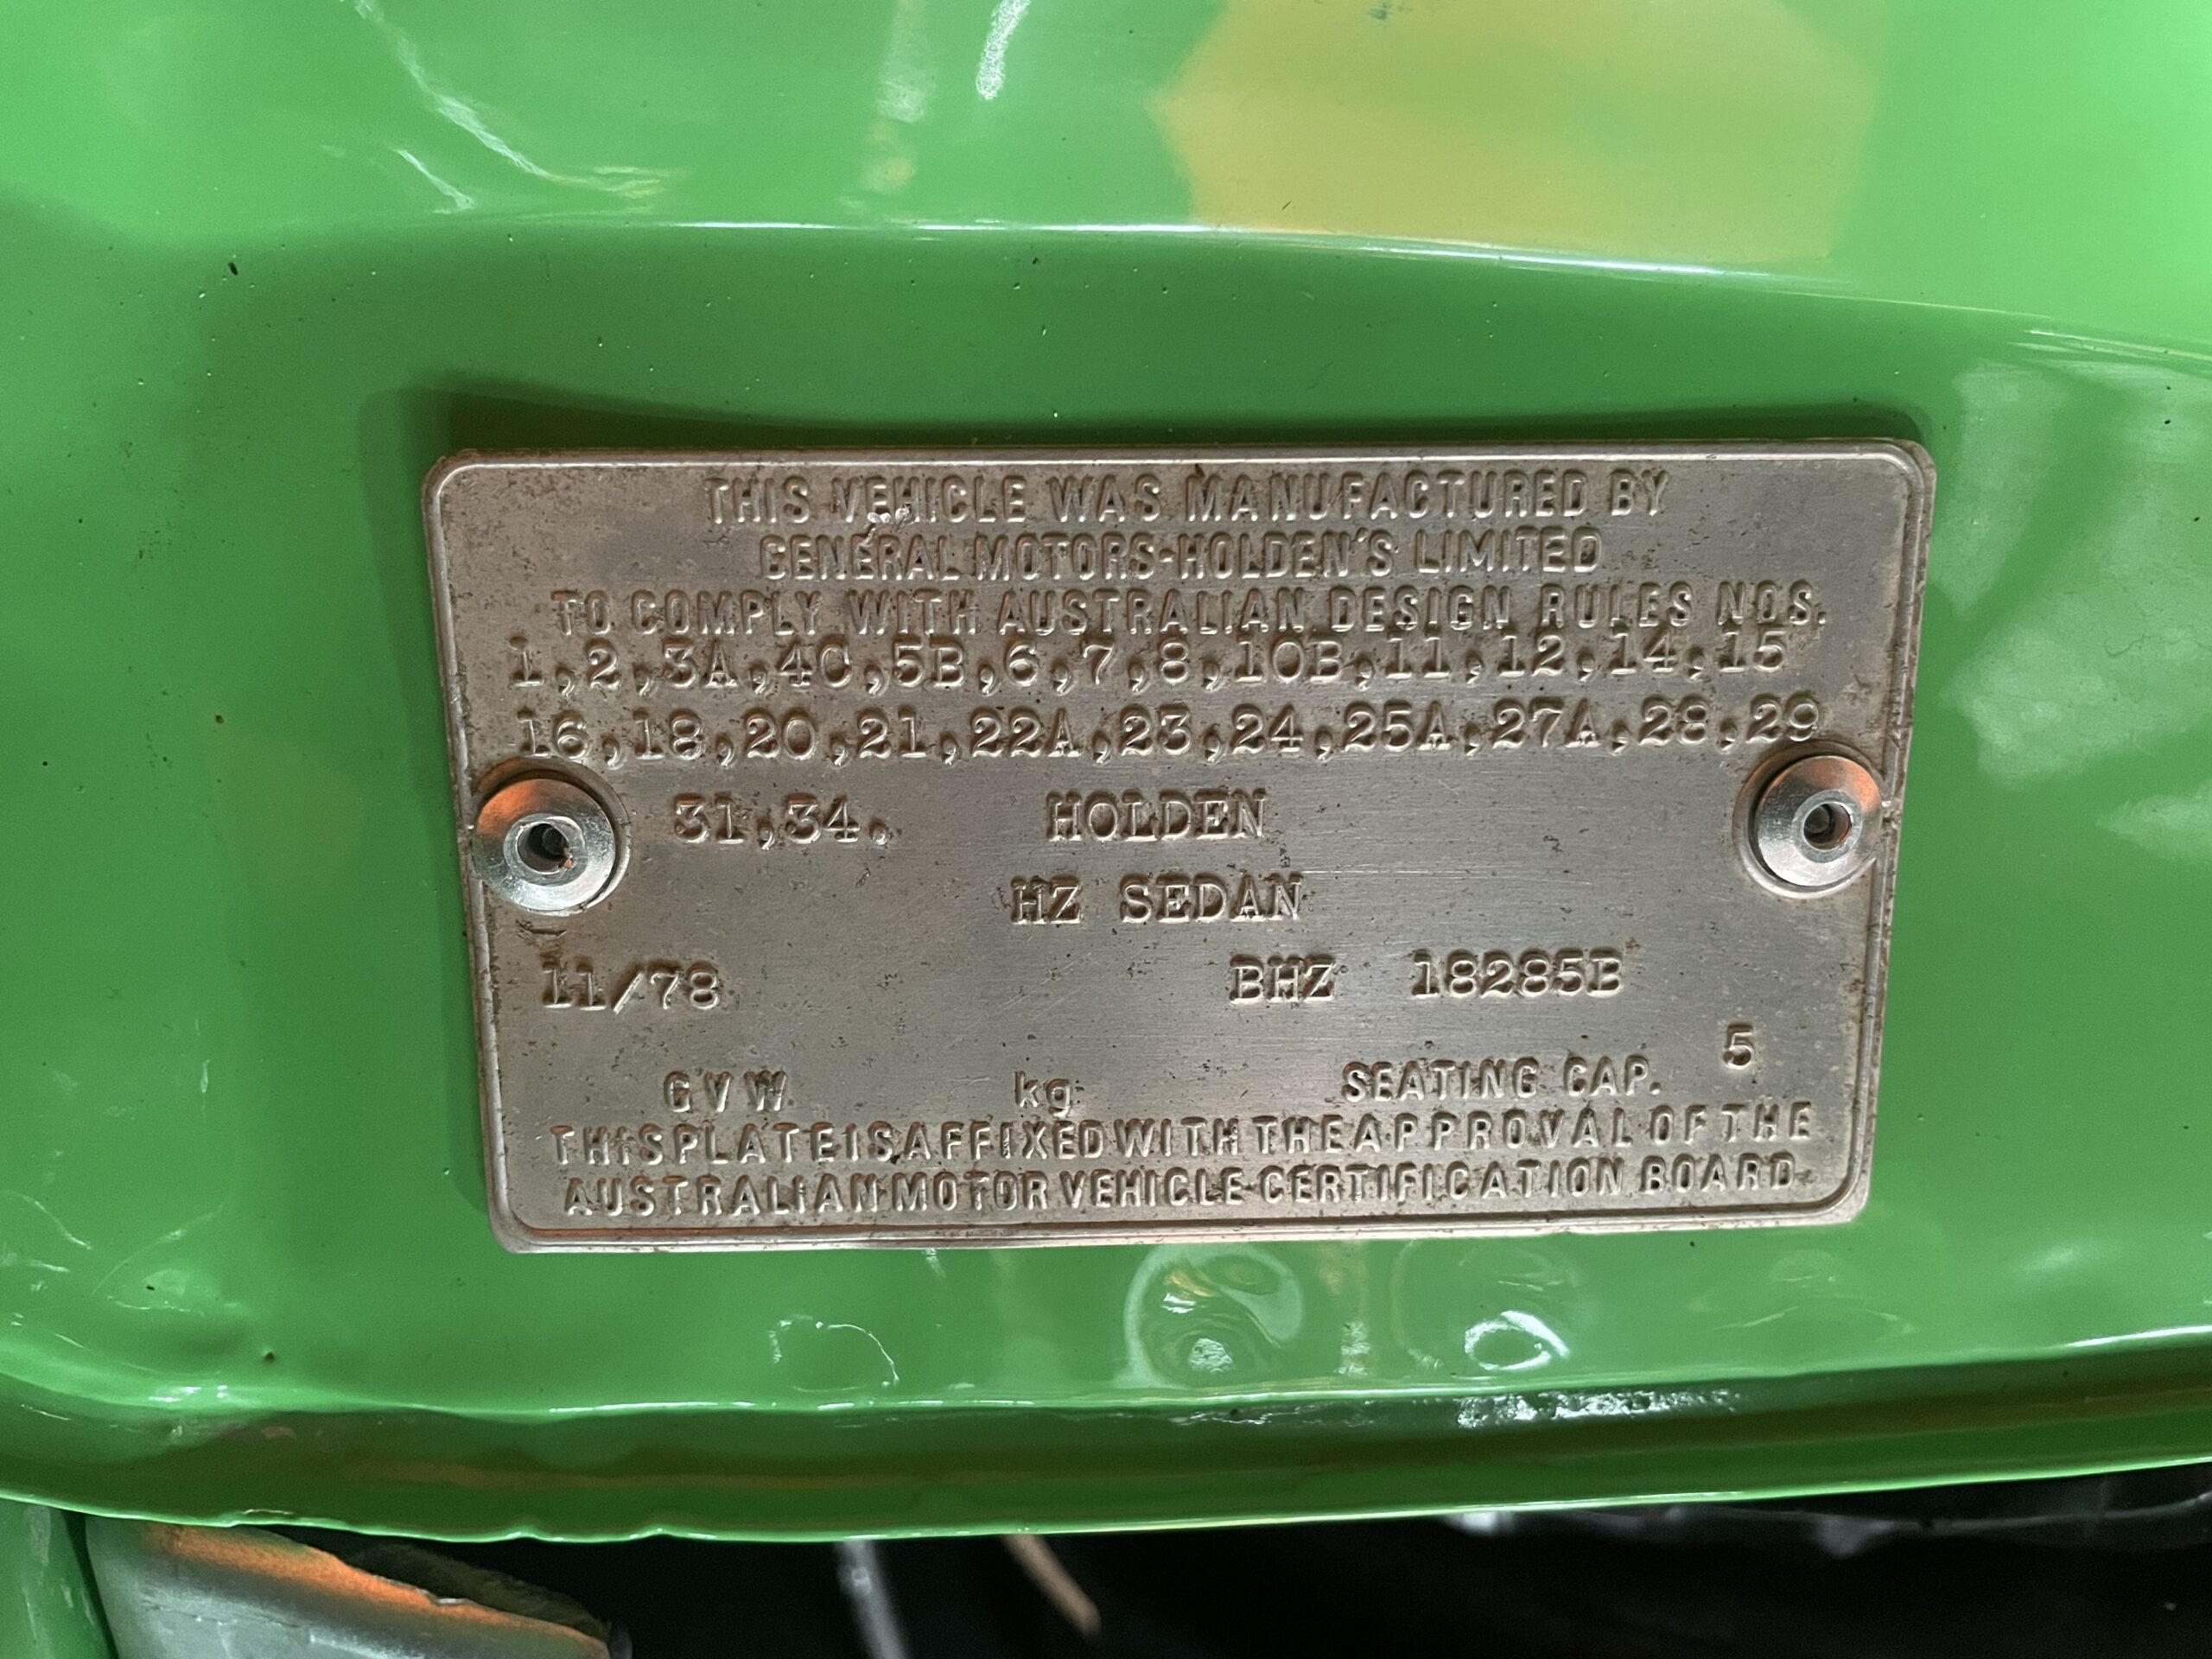 THIS VEHICLE WAS MANUFACTURED BY
GENERAL MOTORS-HOLDEN'S LIMITED
TO COMPLY WITH AUSTRALIAN DESIGN RULES NOS.
1,2,3A,4C,5B,6,7,8,10B,11,12,14,15
16,18,20,21,22A,23,24,25A,27A,28,29
31,34. HOLDEN
HZ SEDAN
11/78 BHZ 18285B
5
GVW kg SEATING CAP.
THIS PLATE IS AFFIXED WITH THE APPROVAL OF THE
AUSTRALIAN MOTOR VEHICLE CERTIFICATION BOARD